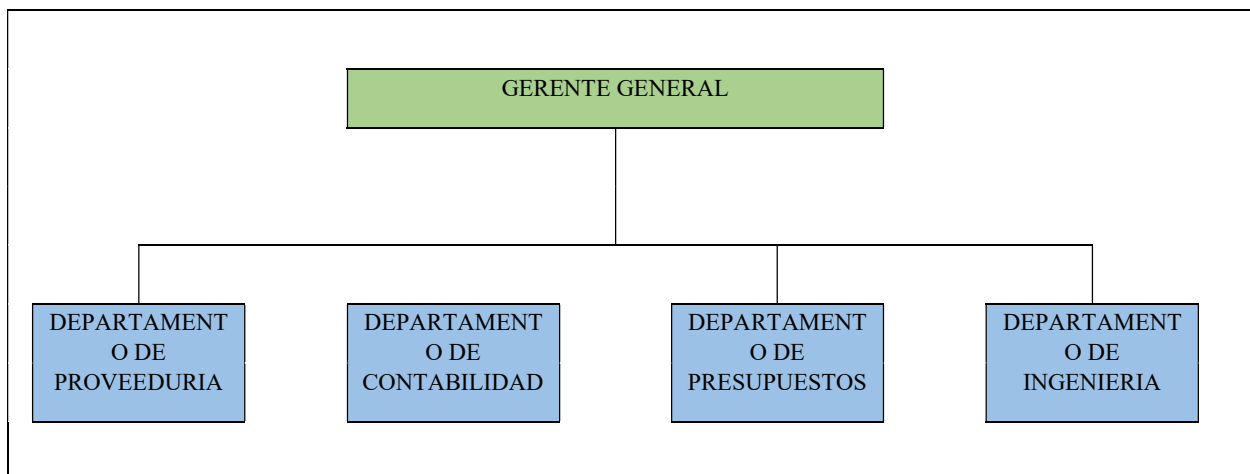 GERENTE GENERAL
DEPARTAMENT
O DE
PROVEEDURIA
DEPARTAMENT
O DE
CONTABILIDAD
DEPARTAMENT
O DE
PRESUPUESTOS
DEPARTAMENT
O DE
INGENIERIA